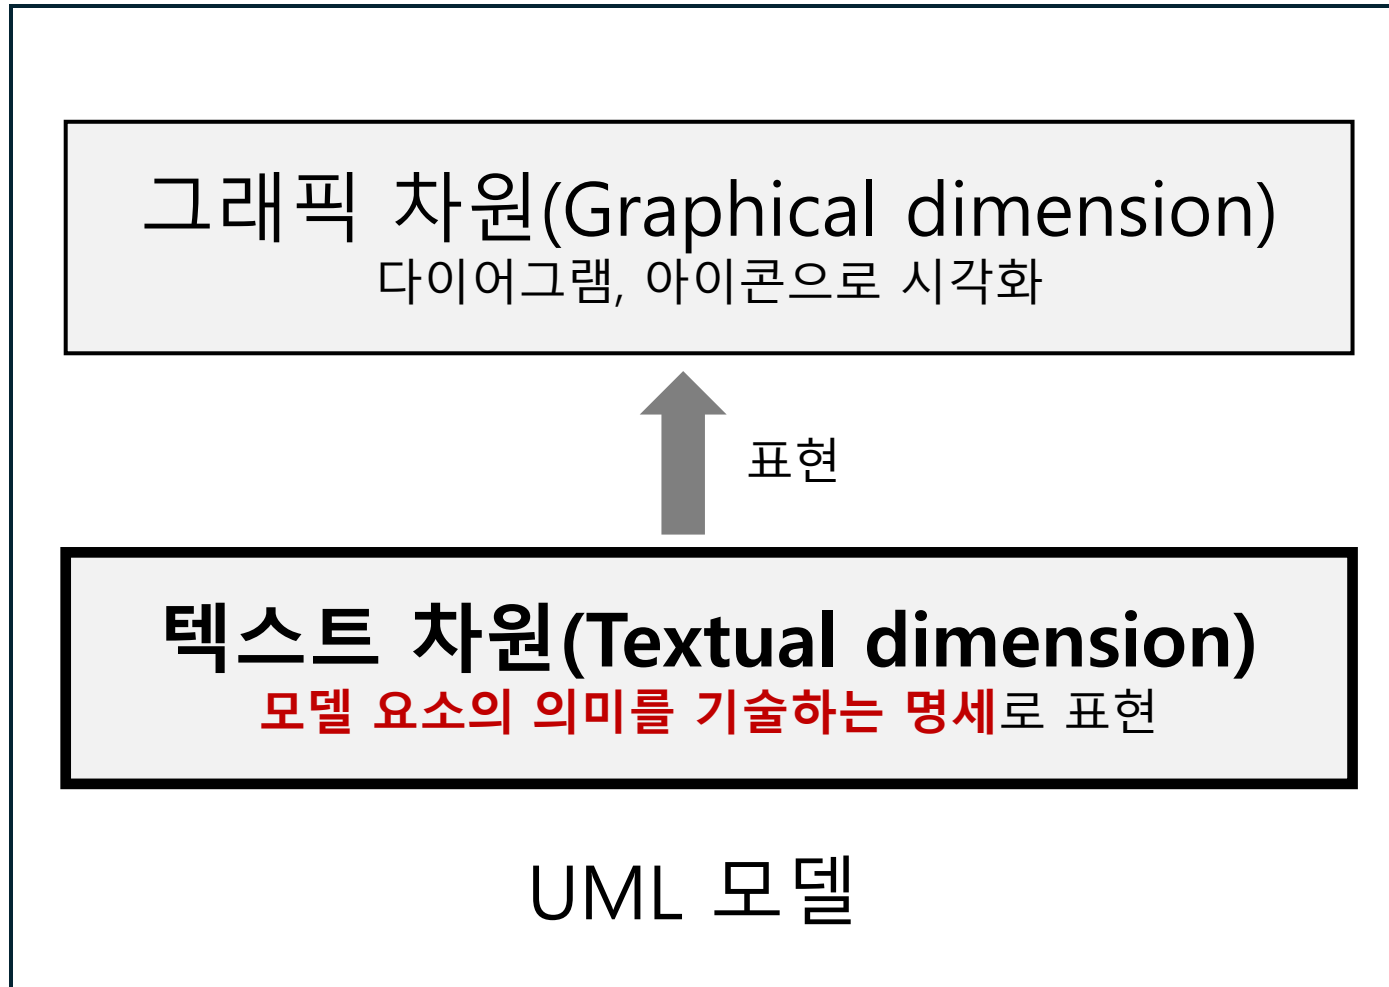 그래픽 차원(Graphical dimension)
다이어그램, 아이콘으로 시각화
표현
텍스트 차원(Textual dimension)
모델 요소의 의미를 기술하는 명세로 표현
UML 모델